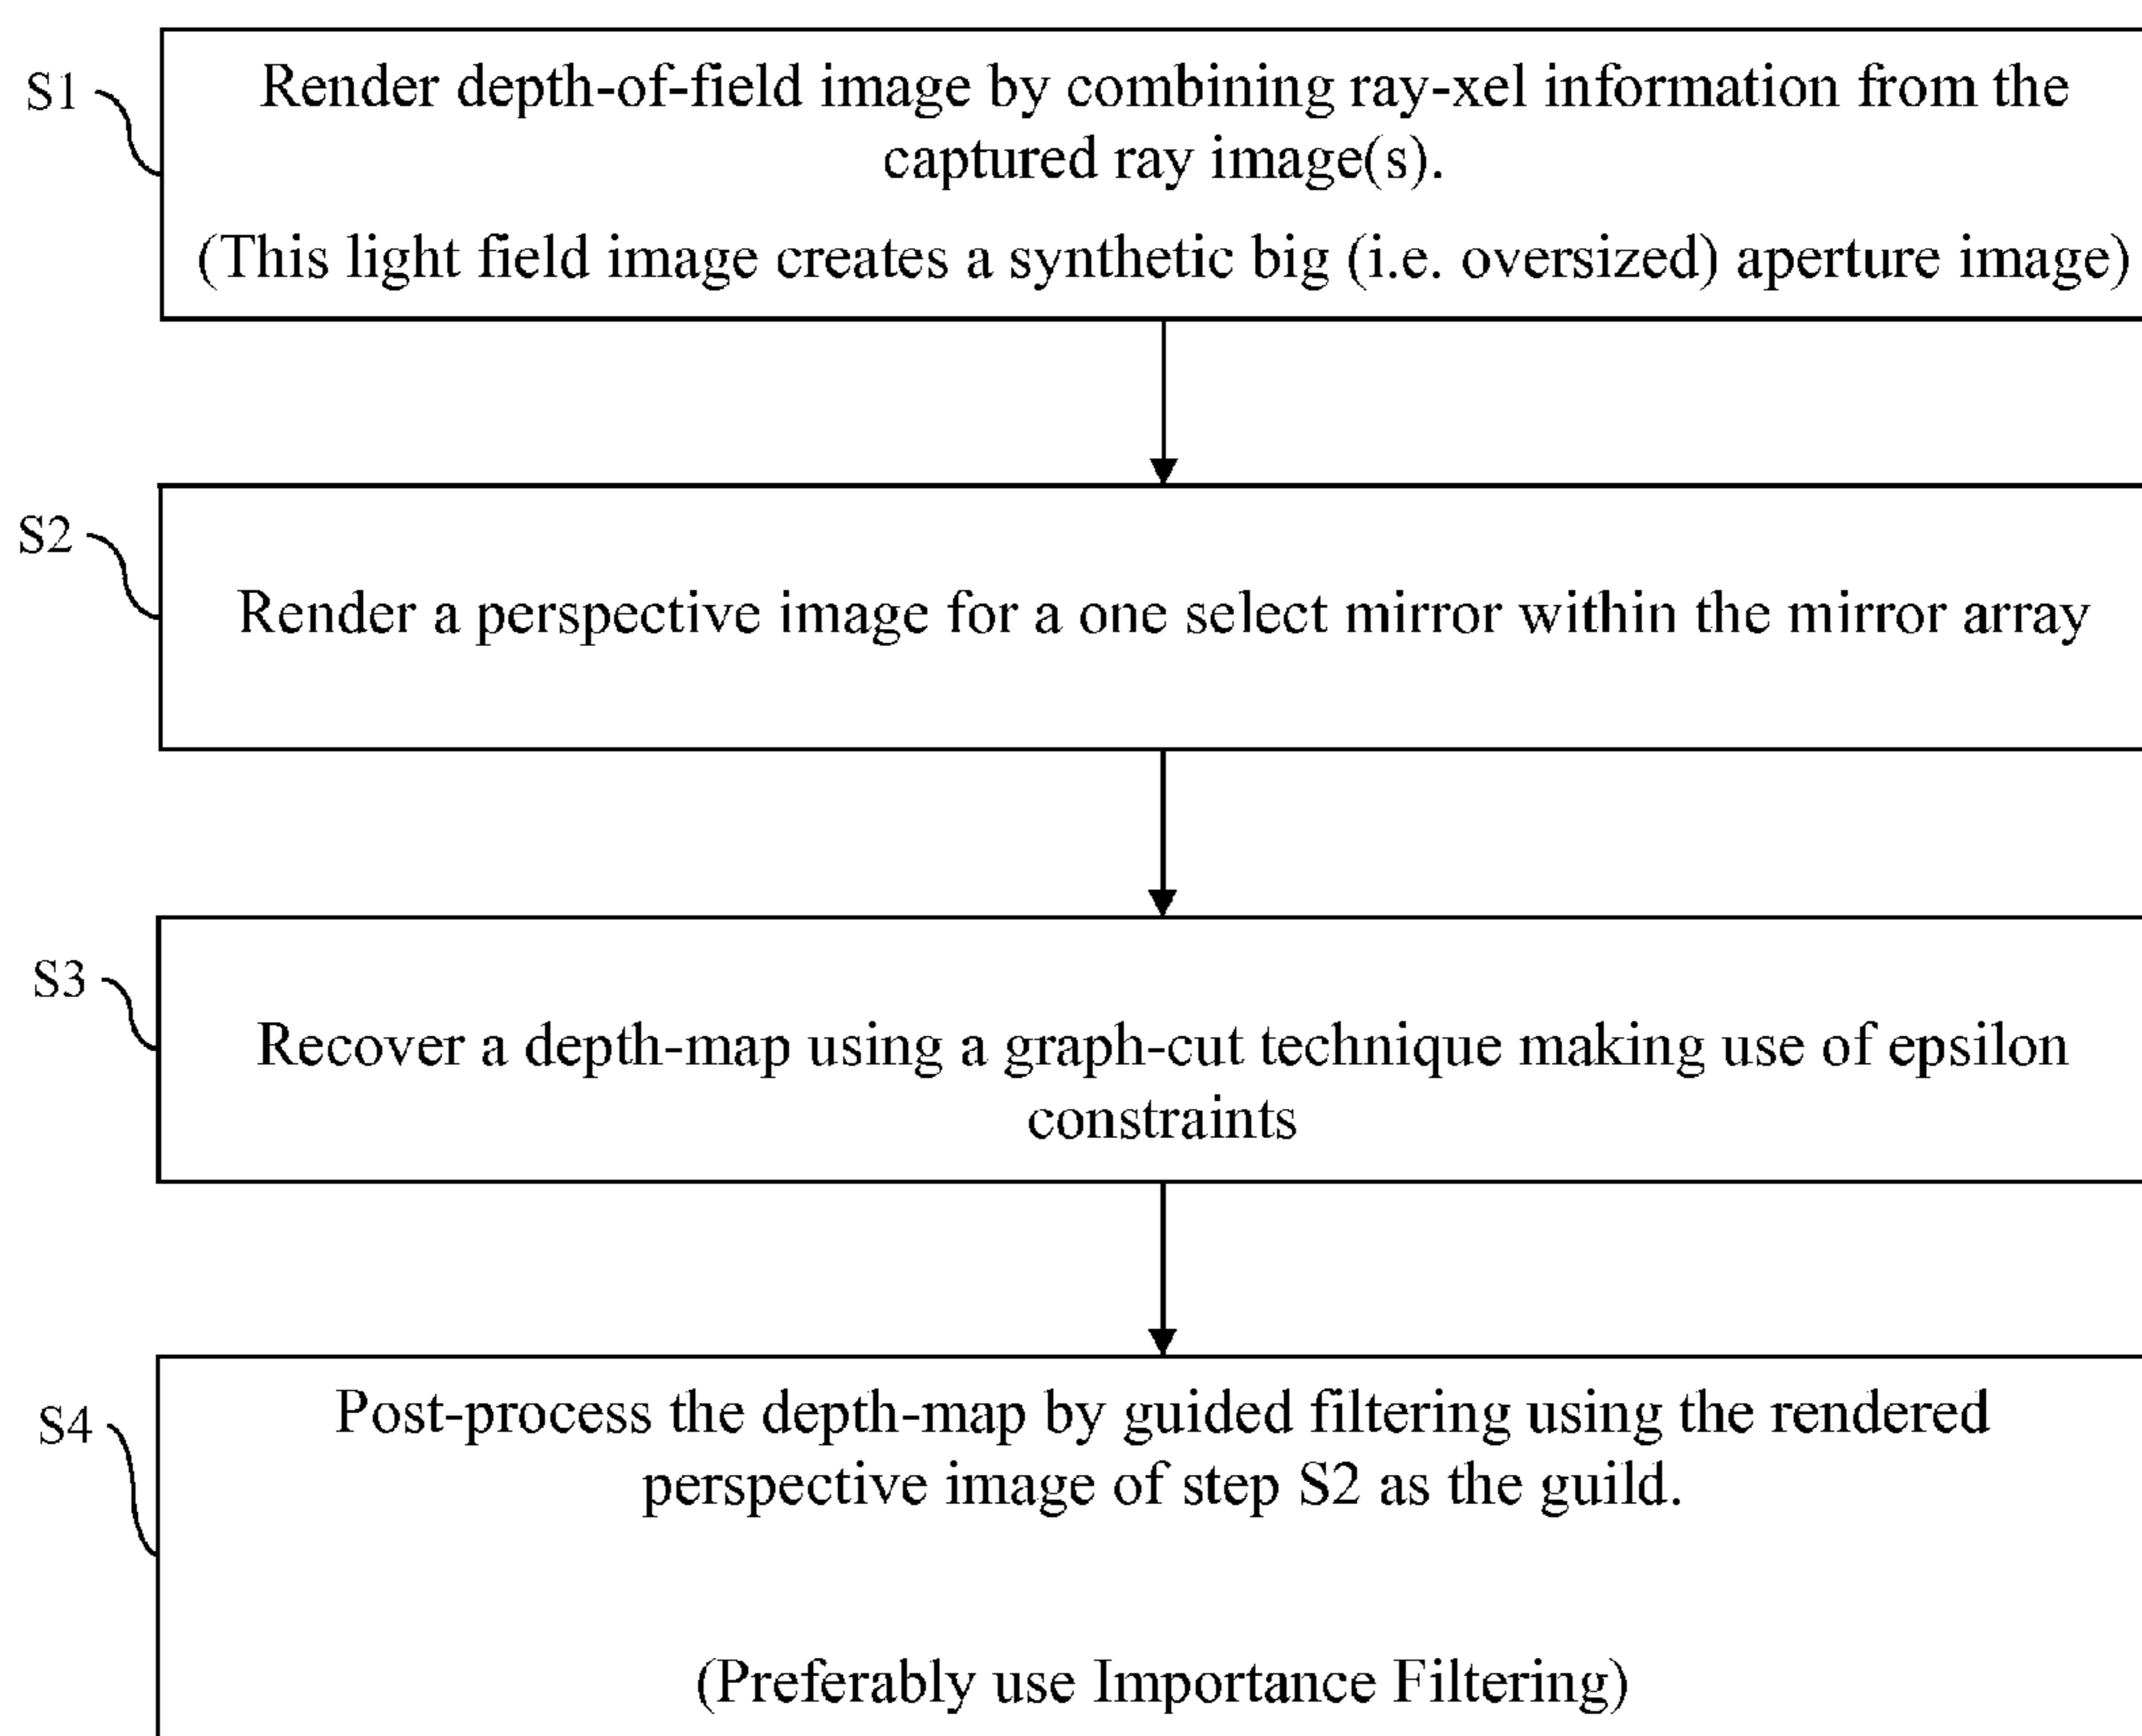 S1
Render depth-of-field image by combining ray-xel information from the
captured ray image(s).
(This light field image creates a synthetic big (i.e. oversized) aperture image)
S2
Render a perspective image for a one select mirror within the mirror array
S3
Recover a depth-map using a graph-cut technique making use of epsilon
constraints
S4
Post-process the depth-map by guided filtering using the rendered
perspective image of step S2 as the guild.
(Preferably use Importance Filtering)